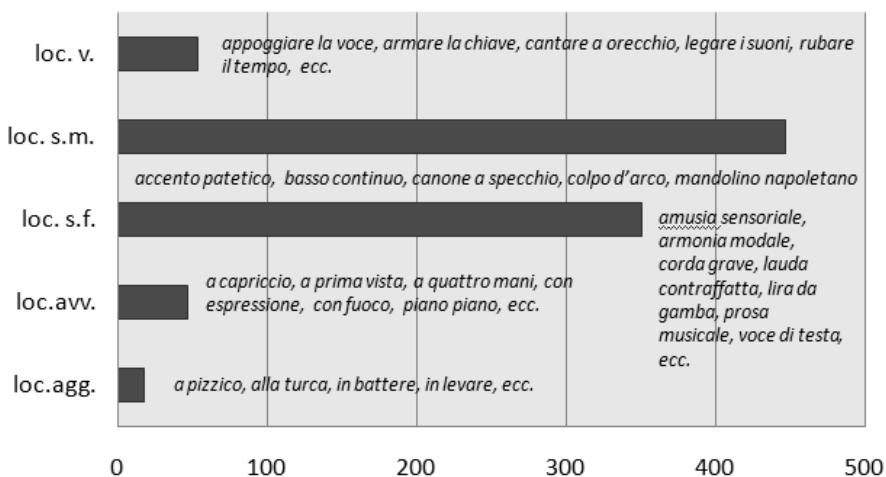 loc. v.
appoggiare la voce, armare la chiave, cantare a orecchio, legare i suoni, rubare
il tempo, ecc.
loc. s.m.
accento patetico, basso continuo, canone a specchio, colpo d'arco, mandolino napoletano
loc. s.f.
amusia sensoriale,
armonia modale,
corda grave, lauda
contraffatta, lira da
gamba, prosa
musicale, voce di testa,
ecc.
loc.avv.
a capriccio, a prima vista, a quattro mani, con
espressione, con fuoco, piano piano, ecc.
loc.agg.
a pizzico, alla turca, in battere, in levare, ecc.
0 100 200 300 400 500